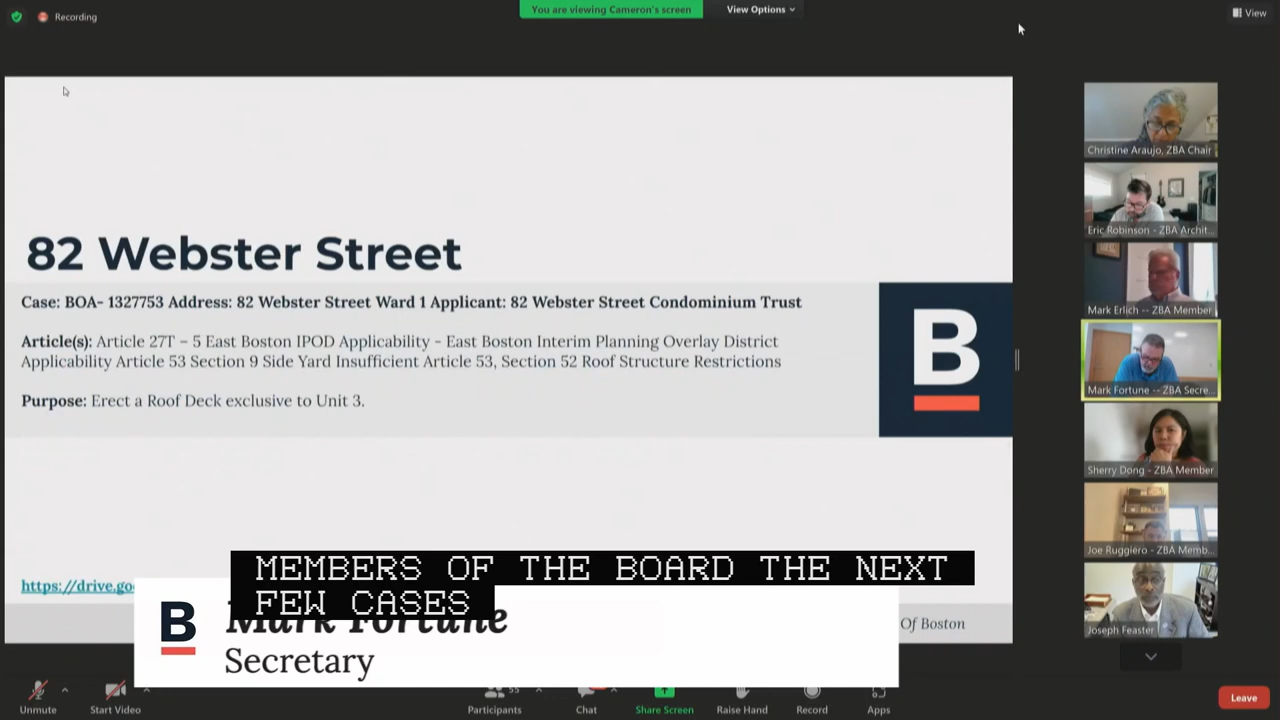 Recording
You are viewing Cameron's screen
View Options
View
82 Webster Street
Case: BOA- 1327753 Address: 82 Webster Street Ward 1 Applicant: 82 Webster Street Condominium Trust
Article(s): Article 27T – 5 East Boston IPOD Applicability - East Boston Interim Planning Overlay District
Applicability Article 53 Section 9 Side Yard Insufficient Article 53, Section 52 Roof Structure Restrictions
Purpose: Erect a Roof Deck exclusive to Unit 3.
B
https://drive.go
Of Boston
MEMBERS OF THE BOARD THE NEXT
FEW CASES
B
Mark Fortune
Secretary
Christine Araujo, ZBA Chair
Eric Robinson - ZBA Archit...
Mark Erlich -- ZBA Member
Mark Fortune -- ZBA Secre...
Sherry Dong - ZBA Member
Joe Ruggiero - ZBA Memb...
Joseph Feaster
Unmute
Start Video
55
Participants
Chat
Share Screen
Raise Hand
Record
Apps
Leave